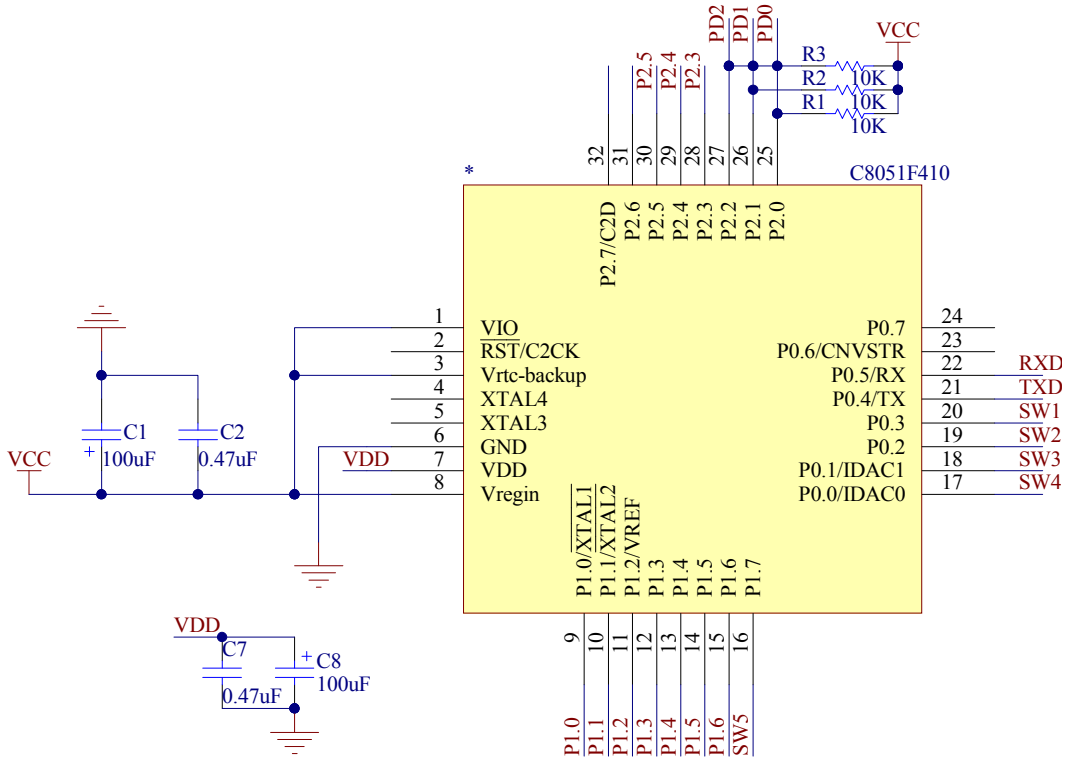 PD2
PD1
PD0
VCC
R3
10K
R2
10K
R1
10K
P2.5
P2.4
P2.3
32
31
30
29
28
27
26
25
*
C8051F410
P2.7/C2D
P2.6
P2.5
P2.4
P2.3
P2.2
P2.1
P2.0
1 VIO
2 RST/C2CK
3 Vrtc-backup
4 XTAL4
5 XTAL3
6 GND
VDD 7 VDD
8 Vregin
P0.7 24
P0.6/CNVSTR 23
P0.5/RX 22 RXD
P0.4/TX 21 TXD
P0.3 20 SW1
P0.2 19 SW2
P0.1/IDAC1 18 SW3
P0.0/IDAC0 17 SW4
C1
+ 100uF
C2
0.47uF
VCC
P1.0/XTAL1
P1.1/XTAL2
P1.2/VREF
P1.3
P1.4
P1.5
P1.6
P1.7
9
10
11
12
13
14
15
16
P1.0
P1.1
P1.2
P1.3
P1.4
P1.5
P1.6
SW5
VDD
C7
0.47uF
+ C8
100uF